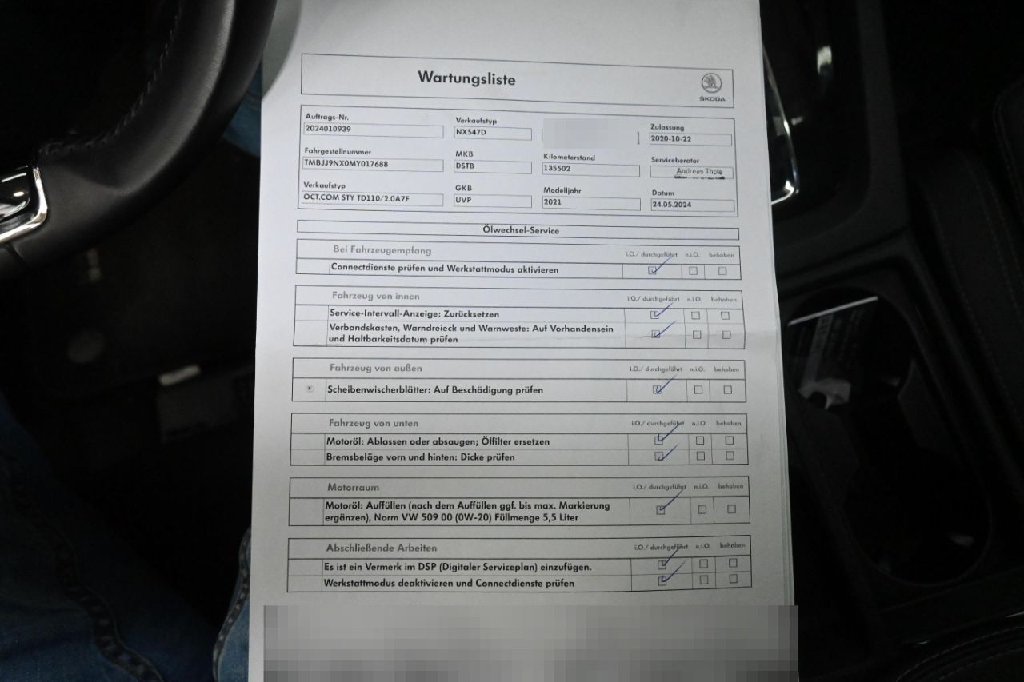 Wartungsliste
ŠKODA
Auftrags-Nr. Verkaufstyp Zulassung
2024010939 NX547D 2020-10-22
Fahrgestellnummer MKB Kilometerstand Serviceberater
TMBJJ9NX0MY017688 DSTB 135502 Andreas
Verkaufstyp GKB Modelljahr Datum
OCT.COM STY TD110/2.0A7F UVP 2021 24.05.2024
Ölwechsel-Service
Bei Fahrzeugempfang i.O./ durchgeführt n.i.O. behoben
Connectdienste prüfen und Werkstattmodus aktivieren
Fahrzeug von innen i.O./ durchgeführt n.i.O. behoben
Service-Intervall-Anzeige: Zurücksetzen
Verbandskasten, Warndreieck und Warnweste: Auf Vorhandensein
und Haltbarkeitsdatum prüfen
Fahrzeug von außen i.O./ durchgeführt n.i.O. behoben
Scheibenwischerblätter: Auf Beschädigung prüfen
Fahrzeug von unten i.O./ durchgeführt n.i.O. behoben
Motoröl: Ablassen oder absaugen; Ölfilter ersetzen
Bremsbeläge vorn und hinten: Dicke prüfen
Motorraum i.O./ durchgeführt n.i.O. behoben
Motoröl: Auffüllen (nach dem Auffüllen ggf. bis max. Markierung
ergänzen), Norm VW 509 00 (0W-20) Füllmenge 5,5 Liter
Abschließende Arbeiten i.O./ durchgeführt n.i.O. behoben
Es ist ein Vermerk im DSP (Digitaler Serviceplan) einzufügen.
Werkstattmodus deaktivieren und Connectdienste prüfen